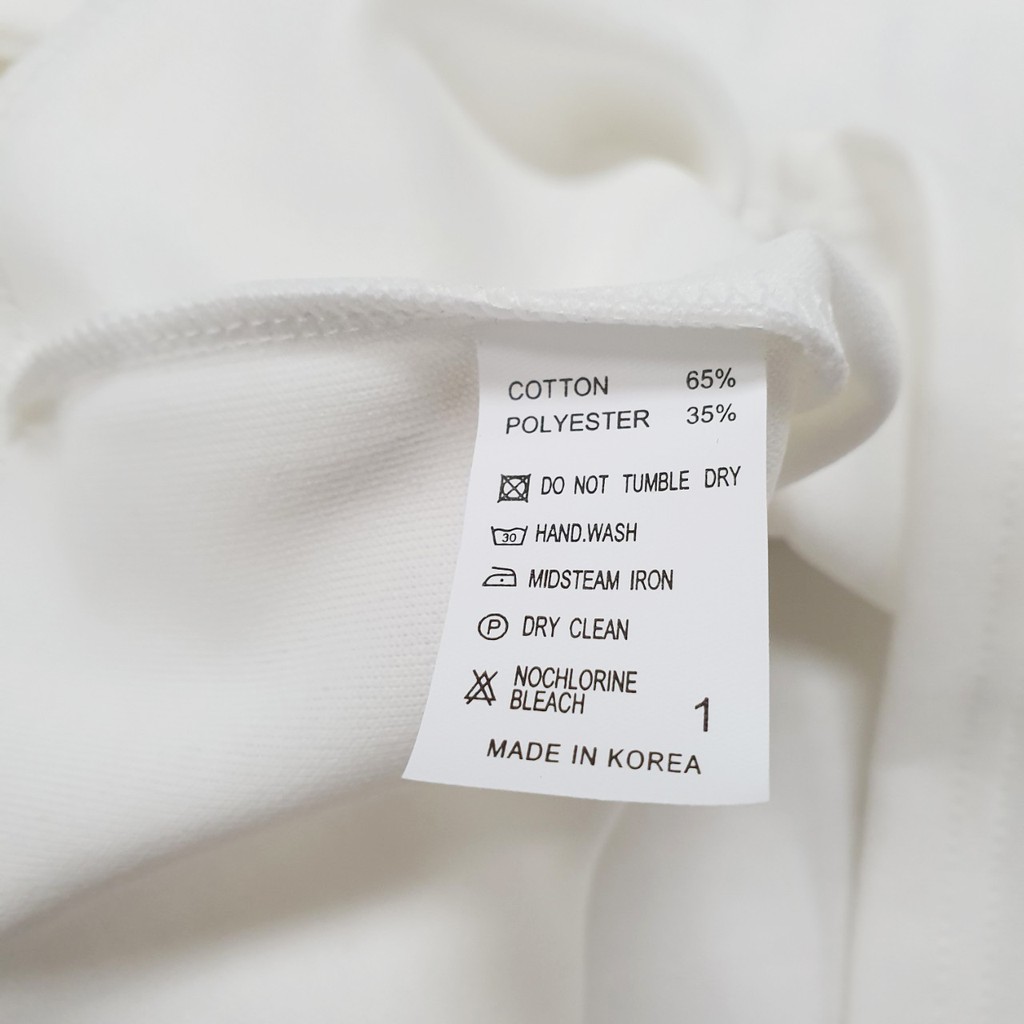 COTTON 65%
POLYESTER 35%
DO NOT TUMBLE DRY
30 HAND.WASH
MIDSTEAM IRON
P DRY CLEAN
NOCHLORINE
BLEACH
1
MADE IN KOREA